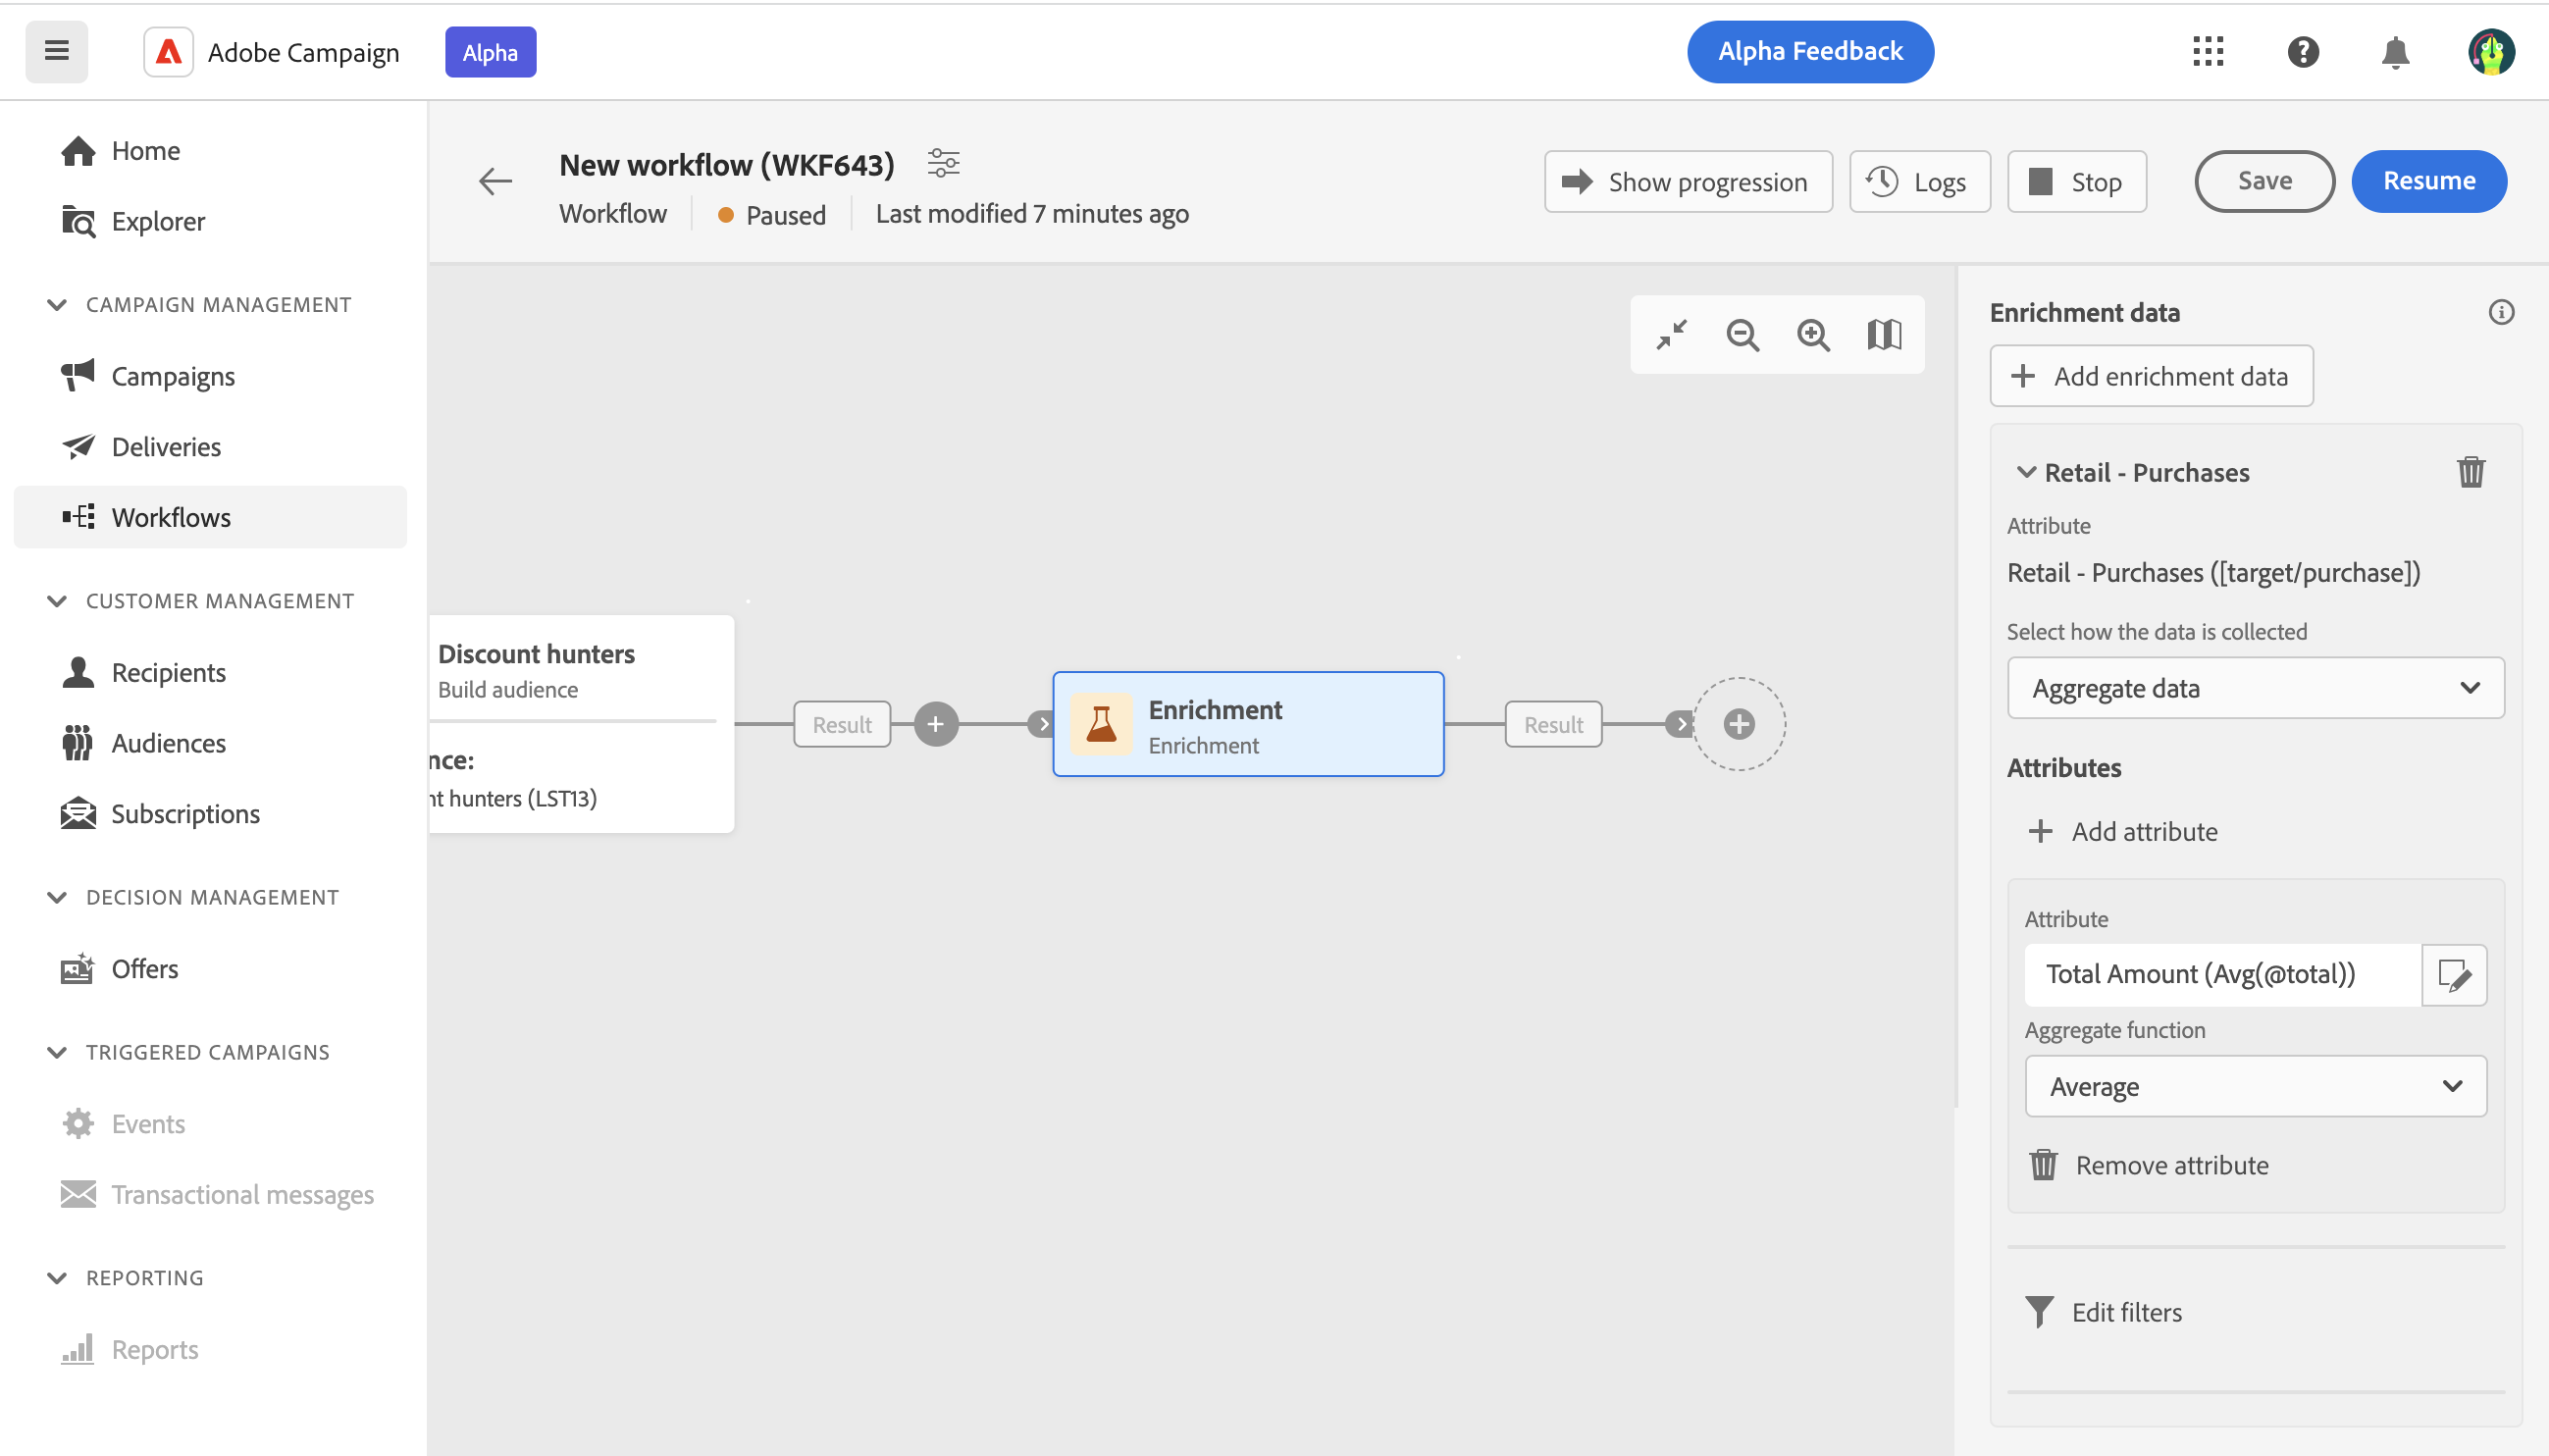 Adobe Campaign
Alpha
Alpha Feedback
Home
Explorer
CAMPAIGN MANAGEMENT
Campaigns
Deliveries
Workflows
CUSTOMER MANAGEMENT
Recipients
Audiences
Subscriptions
DECISION MANAGEMENT
Offers
TRIGGERED CAMPAIGNS
Events
Transactional messages
REPORTING
Reports
New workflow (WKF643)
Workflow
Paused
Last modified 7 minutes ago
Show progression
Logs
Stop
Save
Resume
Discount hunters
Build audience
nce:
nt hunters (LST13)
Result
Enrichment
Enrichment
Result
Enrichment data
Add enrichment data
Retail - Purchases
Attribute
Retail - Purchases ([target/purchase])
Select how the data is collected
Aggregate data
Attributes
Add attribute
Attribute
Total Amount (Avg(@total))
Aggregate function
Average
Remove attribute
Edit filters